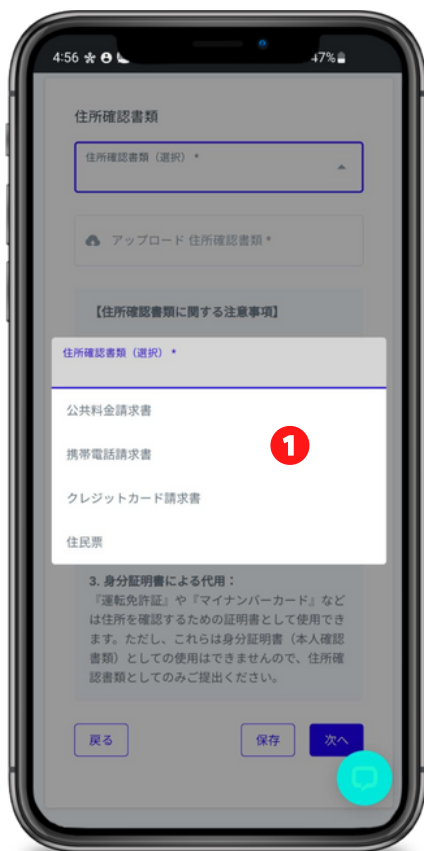 4:56
47%
住所確認書類
住所確認書類（選択） *
アップロード 住所確認書類 *
【住所確認書類に関する注意事項】
住所確認書類（選択） *
公共料金請求書
1
携帯電話請求書
クレジットカード請求書
住民票
3. 身分証明書による代用：
『運転免許証』や『マイナンバーカード』など
は住所を確認するための証明書として使用でき
ます。ただし、これらは身分証明書（本人確認
書類）としての使用はできませんので、住所確
認書類としてのみご提出ください。
戻る
保存
次へ